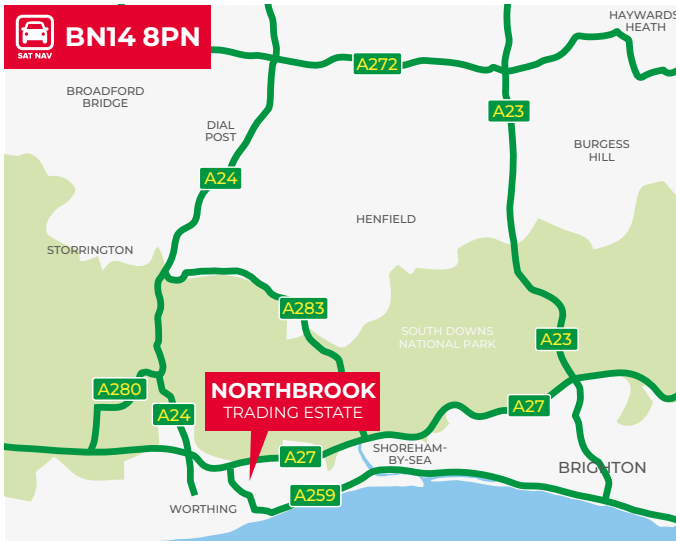 SAT NAV
BN14 8PN
HAYWARDS
HEATH
A272
BROADFORD
BRIDGE
A23
DIAL
POST
BURGESS
HILL
A24
HENFIELD
STORRINGTON
A283
SOUTH DOWNS
NATIONAL PARK
A23
A280
NORTHBROOK
TRADING ESTATE
A24
A27
A27
SHOREHAM-
BY-SEA
BRIGHTON
A259
WORTHING